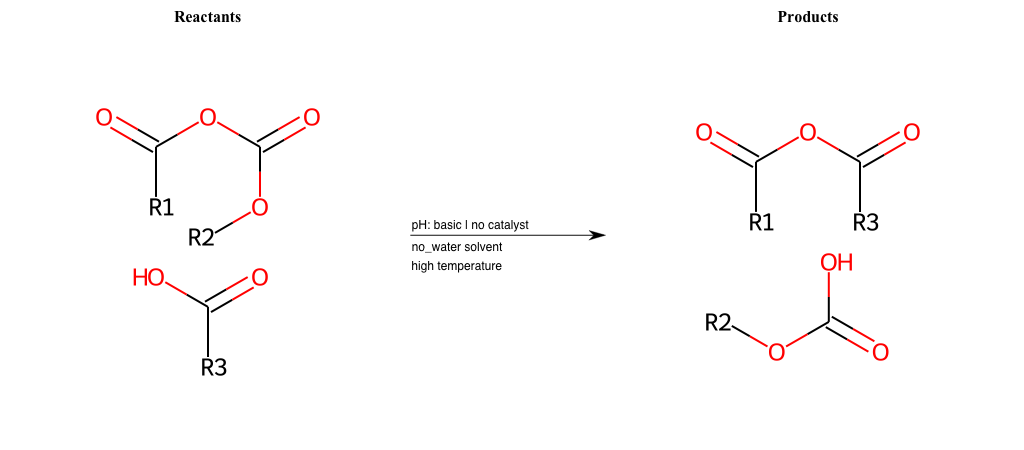 Reactants Products
O O O
O O O
R1
O
R2
R1 R3
pH: basic | no catalyst
no_water solvent
high temperature
HO O
R3
OH
R2
O O